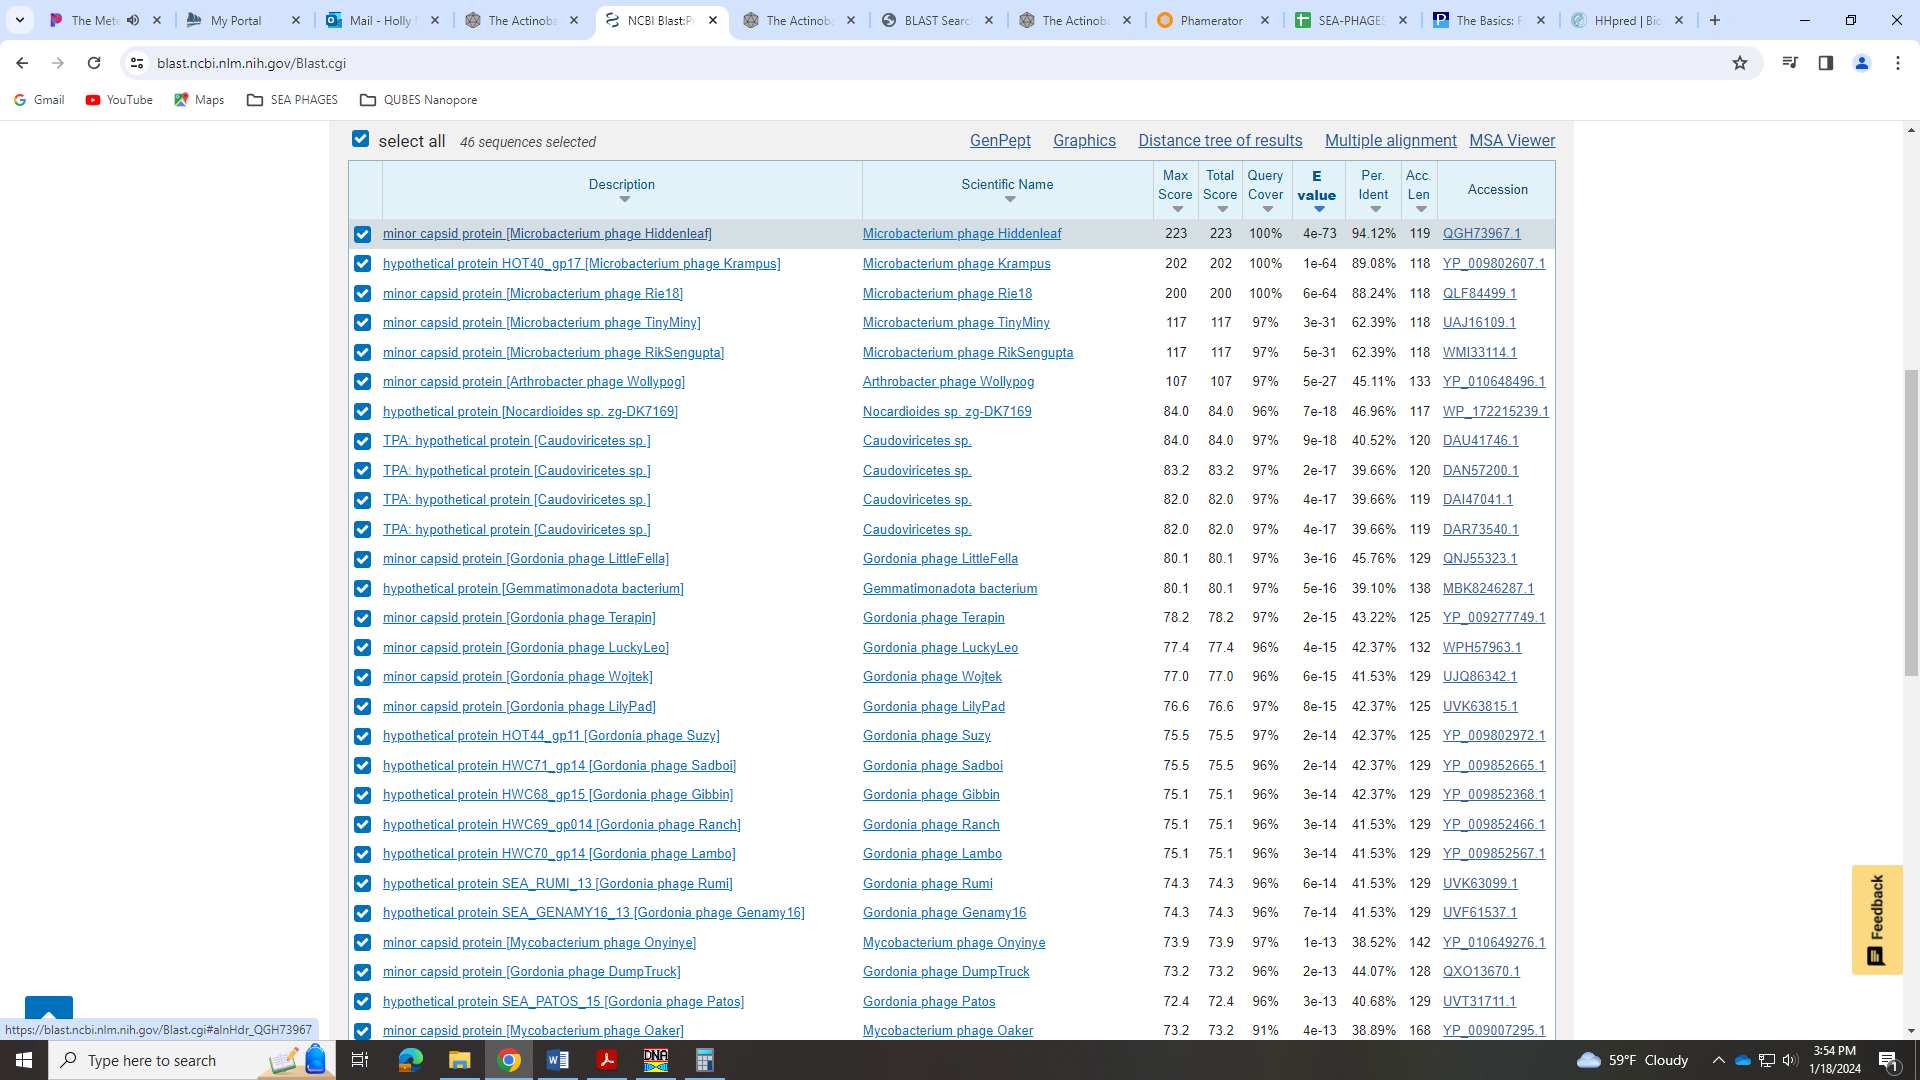 The Mete
My Portal
Mail - Holly
The Actinoba
NCBI Blast:Pr
The Actinoba
BLAST Searc
The Actinoba
Phamerator
SEA-PHAGES
The Basics: F
HHpred | Bio
blast.ncbi.nlm.nih.gov/Blast.cgi
Gmail YouTube Maps SEA PHAGES QUBES Nanopore
select all 46 sequences selected GenPept Graphics Distance tree of results Multiple alignment MSA Viewer
Description Scientific Name Max Score Total Score Query Cover E value Per. Ident Acc. Len Accession
minor capsid protein [Microbacterium phage Hiddenleaf] Microbacterium phage Hiddenleaf 223 223 100% 4e-73 94.12% 119 QGH73967.1
hypothetical protein HOT40_gp17 [Microbacterium phage Krampus] Microbacterium phage Krampus 202 202 100% 1e-64 89.08% 118 YP_009802607.1
minor capsid protein [Microbacterium phage Rie18] Microbacterium phage Rie18 200 200 100% 6e-64 88.24% 118 QLF84499.1
minor capsid protein [Microbacterium phage TinyMiny] Microbacterium phage TinyMiny 117 117 97% 3e-31 62.39% 118 UAJ16109.1
minor capsid protein [Microbacterium phage RikSengupta] Microbacterium phage RikSengupta 117 117 97% 5e-31 62.39% 118 WMI33114.1
minor capsid protein [Arthrobacter phage Wollypog] Arthrobacter phage Wollypog 107 107 97% 5e-27 45.11% 133 YP_010648496.1
hypothetical protein [Nocardioides sp. zg-DK7169] Nocardioides sp. zg-DK7169 84.0 84.0 96% 7e-18 46.96% 117 WP_172215239.1
TPA: hypothetical protein [Caudoviricetes sp.] Caudoviricetes sp. 84.0 84.0 97% 9e-18 40.52% 120 DAU41746.1
TPA: hypothetical protein [Caudoviricetes sp.] Caudoviricetes sp. 83.2 83.2 97% 2e-17 39.66% 120 DAN57200.1
TPA: hypothetical protein [Caudoviricetes sp.] Caudoviricetes sp. 82.0 82.0 97% 4e-17 39.66% 119 DAI47041.1
TPA: hypothetical protein [Caudoviricetes sp.] Caudoviricetes sp. 82.0 82.0 97% 4e-17 39.66% 119 DAR73540.1
minor capsid protein [Gordonia phage LittleFella] Gordonia phage LittleFella 80.1 80.1 97% 3e-16 45.76% 129 QNJ55323.1
hypothetical protein [Gemmatimonadota bacterium] Gemmatimonadota bacterium 80.1 80.1 97% 5e-16 39.10% 138 MBK8246287.1
minor capsid protein [Gordonia phage Terapin] Gordonia phage Terapin 78.2 78.2 97% 2e-15 43.22% 125 YP_009277749.1
minor capsid protein [Gordonia phage LuckyLeo] Gordonia phage LuckyLeo 77.4 77.4 96% 4e-15 42.37% 132 WPH57963.1
minor capsid protein [Gordonia phage Wojtek] Gordonia phage Wojtek 77.0 77.0 96% 6e-15 41.53% 129 UJQ86342.1
minor capsid protein [Gordonia phage LilyPad] Gordonia phage LilyPad 76.6 76.6 97% 8e-15 42.37% 125 UVK63815.1
hypothetical protein HOT44_gp11 [Gordonia phage Suzy] Gordonia phage Suzy 75.5 75.5 97% 2e-14 42.37% 125 YP_009802972.1
hypothetical protein HWC71_gp14 [Gordonia phage Sadboi] Gordonia phage Sadboi 75.5 75.5 96% 2e-14 42.37% 129 YP_009852665.1
hypothetical protein HWC68_gp15 [Gordonia phage Gibbin] Gordonia phage Gibbin 75.1 75.1 96% 3e-14 42.37% 129 YP_009852368.1
hypothetical protein HWC69_gp014 [Gordonia phage Ranch] Gordonia phage Ranch 75.1 75.1 96% 3e-14 41.53% 129 YP_009852466.1
hypothetical protein HWC70_gp14 [Gordonia phage Lambo] Gordonia phage Lambo 75.1 75.1 96% 3e-14 41.53% 129 YP_009852567.1
hypothetical protein SEA_RUMI_13 [Gordonia phage Rumi] Gordonia phage Rumi 74.3 74.3 96% 6e-14 41.53% 129 UVK63099.1
hypothetical protein SEA_GENAMY16_13 [Gordonia phage Genamy16] Gordonia phage Genamy16 74.3 74.3 96% 7e-14 41.53% 129 UVF61537.1
minor capsid protein [Mycobacterium phage Onyinye] Mycobacterium phage Onyinye 73.9 73.9 97% 1e-13 38.52% 142 YP_010649276.1
minor capsid protein [Gordonia phage DumpTruck] Gordonia phage DumpTruck 73.2 73.2 96% 2e-13 44.07% 128 QXO13670.1
hypothetical protein SEA_PATOS_15 [Gordonia phage Patos] Gordonia phage Patos 72.4 72.4 96% 3e-13 40.68% 129 UVT31711.1
minor capsid protein [Mycobacterium phage Oaker] Mycobacterium phage Oaker 73.2 73.2 91% 4e-13 38.89% 168 YP_009007295.1
Feedback
https://blast.ncbi.nlm.nih.gov/Blast.cgi#alnHdr_QGH73967
Type here to search
DNA
59°F Cloudy
3:54 PM
1/18/2024
1